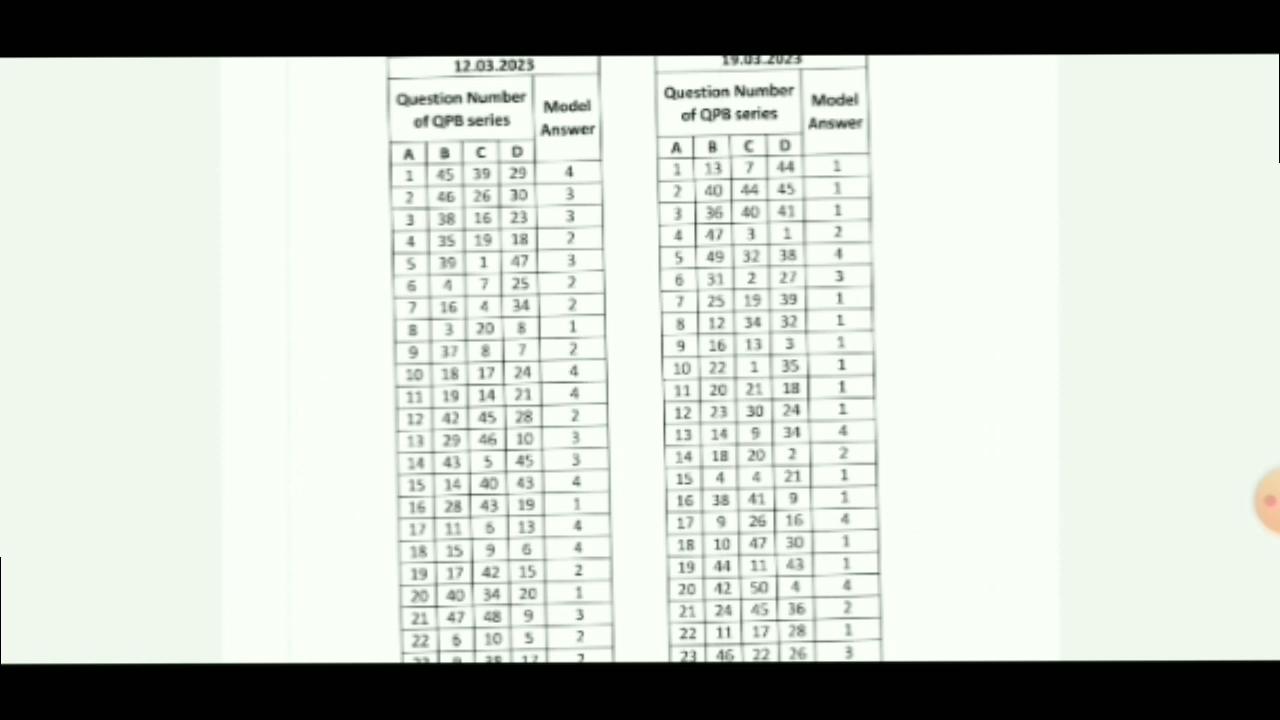 12.03.2023
Question Number of QPB series Model Answer
A B C D
1 45 39 29 4
2 46 26 30 3
3 38 16 23 3
4 35 19 18 2
5 39 1 47 3
6 4 7 25 2
7 16 4 34 2
8 3 20 8 1
9 37 8 7 2
10 18 17 24 4
11 19 14 21 4
12 42 45 28 2
13 29 46 10 3
14 43 5 45 3
15 14 40 43 4
16 28 43 19 1
17 11 6 13 4
18 15 9 6 4
19 17 42 15 2
20 40 34 20 1
21 47 48 9 3
22 6 10 5 2
19.03.2023
Question Number of QPB series Model Answer
A B C D
1 13 7 44 1
2 40 44 45 1
3 36 40 41 1
4 47 3 1 2
5 49 32 38 4
6 31 2 27 3
7 25 19 39 1
8 12 34 32 1
9 16 13 3 1
10 22 1 35 1
11 20 21 18 1
12 23 30 24 1
13 14 9 34 4
14 18 20 2 2
15 4 4 21 1
16 38 41 9 1
17 9 26 16 4
18 10 47 30 1
19 44 11 43 1
20 42 50 4 4
21 24 45 36 2
22 11 17 28 1
23 46 22 26 3